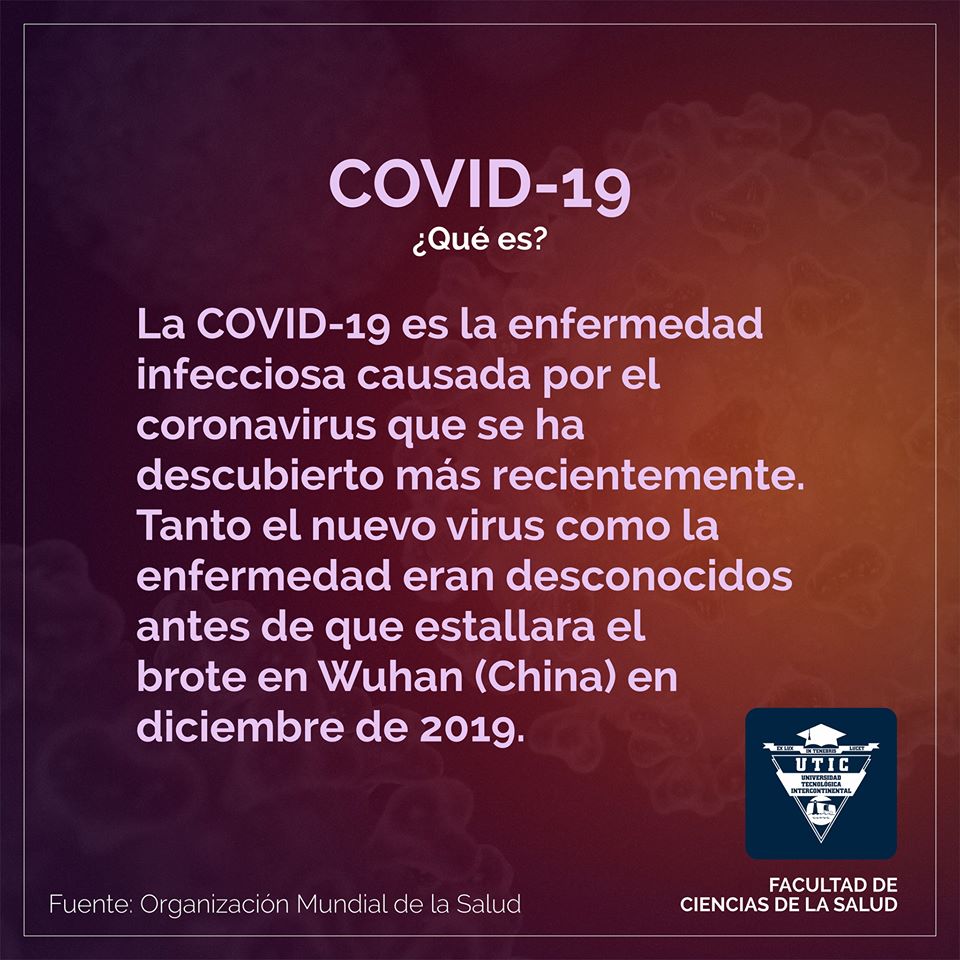 COVID-19
¿Qué es?
La COVID-19 es la enfermedad
infecciosa causada por el
coronavirus que se ha
descubierto más recientemente.
Tanto el nuevo virus como la
enfermedad eran desconocidos
antes de que estallara el
brote en Wuhan (China) en
diciembre de 2019.
EX LUX IN TENEBRIS LUCET
UTIC
UNIVERSIDAD
TECNOLÓGICA
INTERCONTINENTAL
FACULTAD DE
CIENCIAS DE LA SALUD
Fuente: Organización Mundial de la Salud